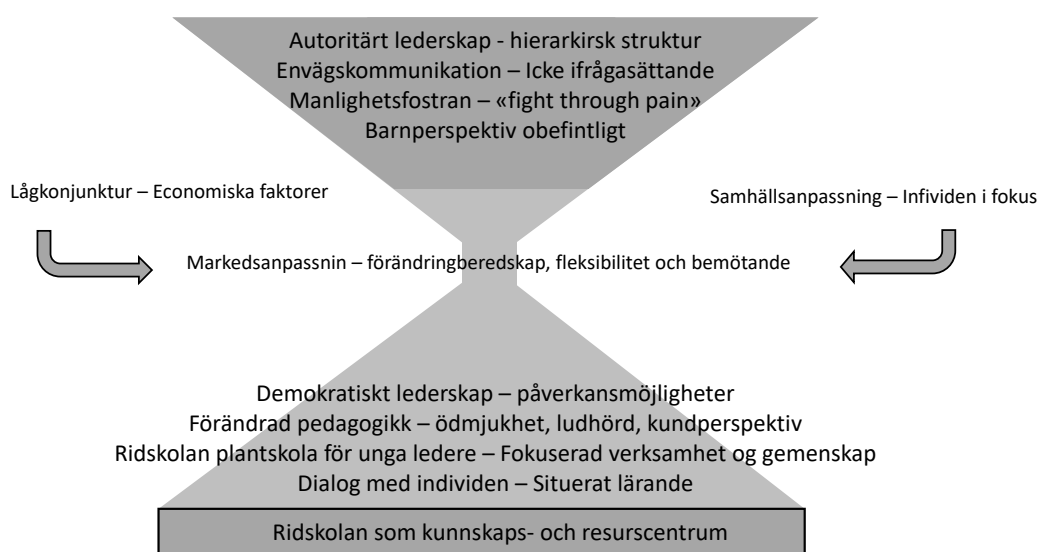 Autoritärt lederskap - hierarkirsk struktur
Envägskommunikation – Icke ifrågasättande
Manlighetsfostran – «fight through pain»
Barnperspektiv obefintligt
Lågkonjunktur – Economiska faktorer
Samhällsanpassning – Infividen i fokus
Markedsanpassnin – förändringberedskap, fleksibilitet och bemötande
Demokratiskt lederskap – påverkansmöjligheter
Förändrad pedagogikk – ödmjukhet, ludhörd, kundperspektiv
Ridskolan plantskola för unga ledere – Fokuserad verksamhet og gemenskap
Dialog med individen – Situerat lärande
Ridskolan som kunnskaps- och resurscentrum